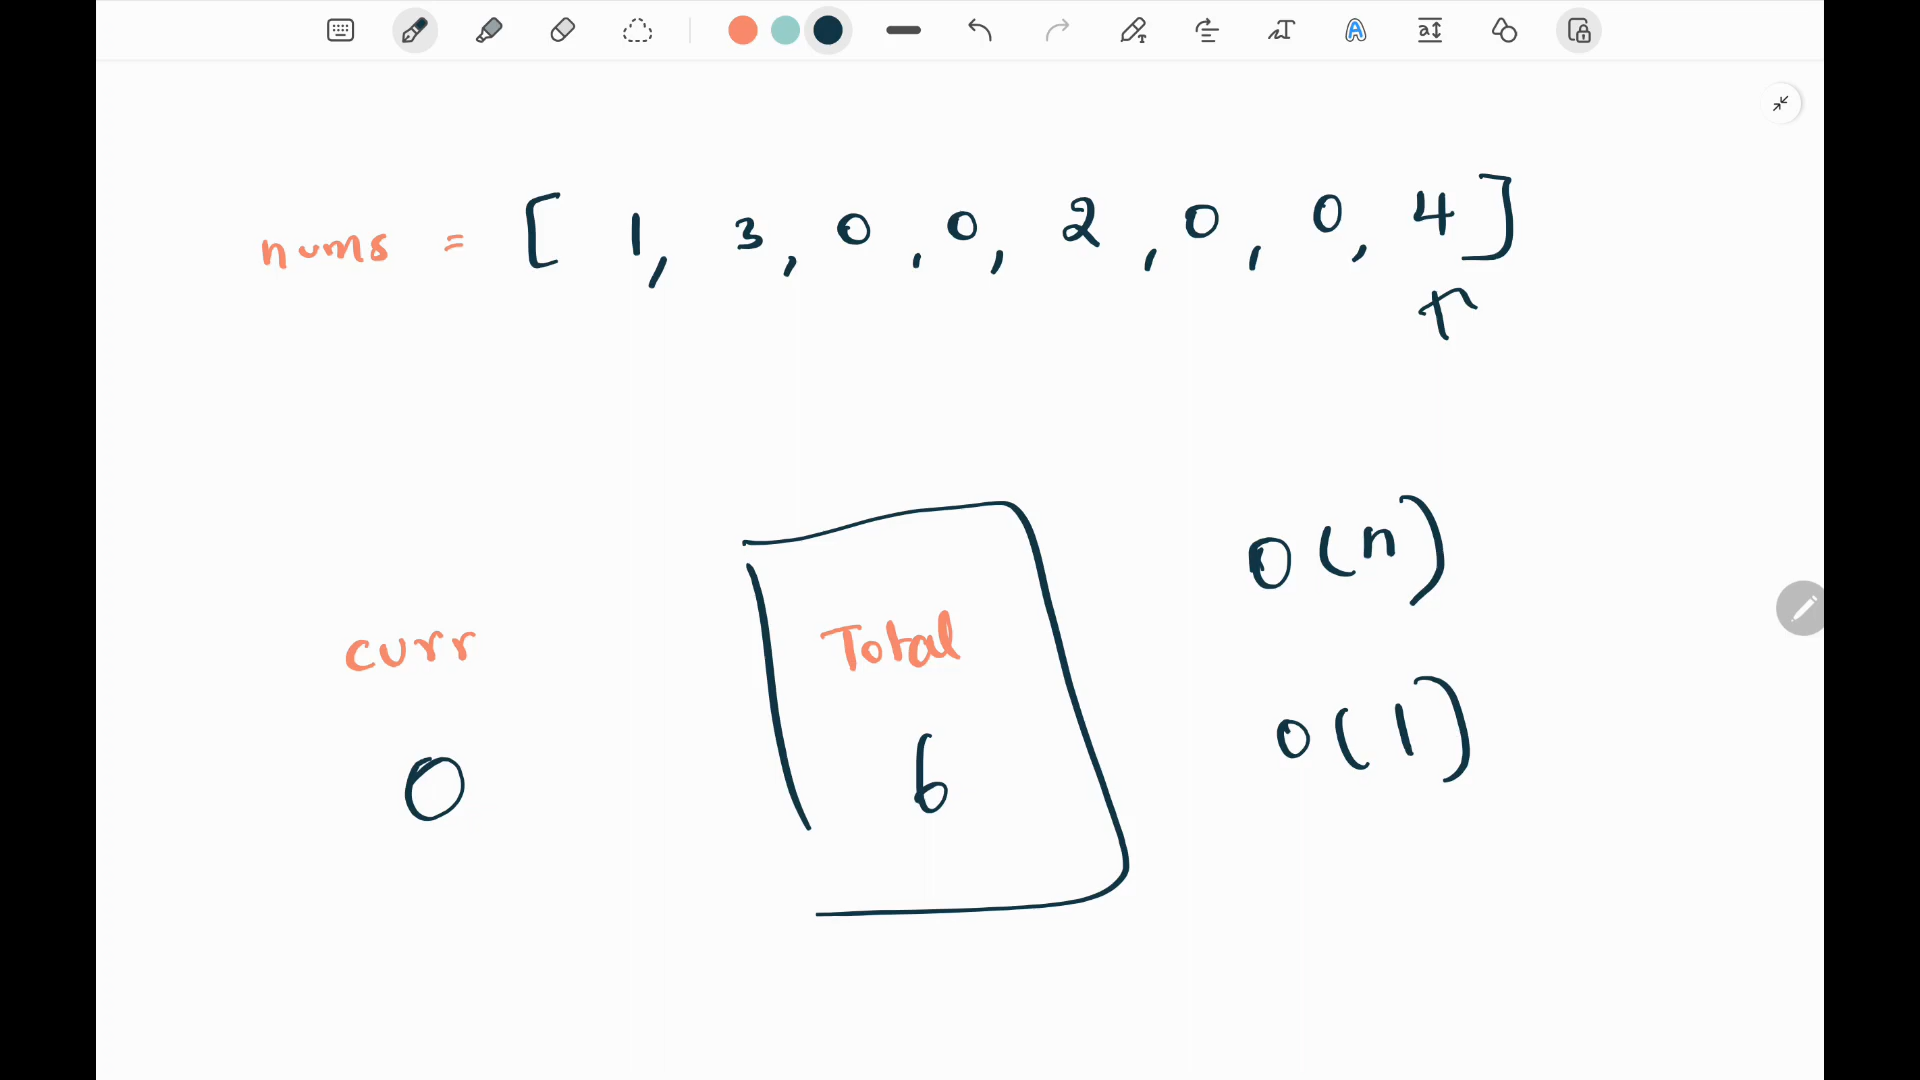 nums = [ 1, 3, 0, 0, 2, 0, 0, 4 ]
O(n)
curr Total
O(1)
0 6